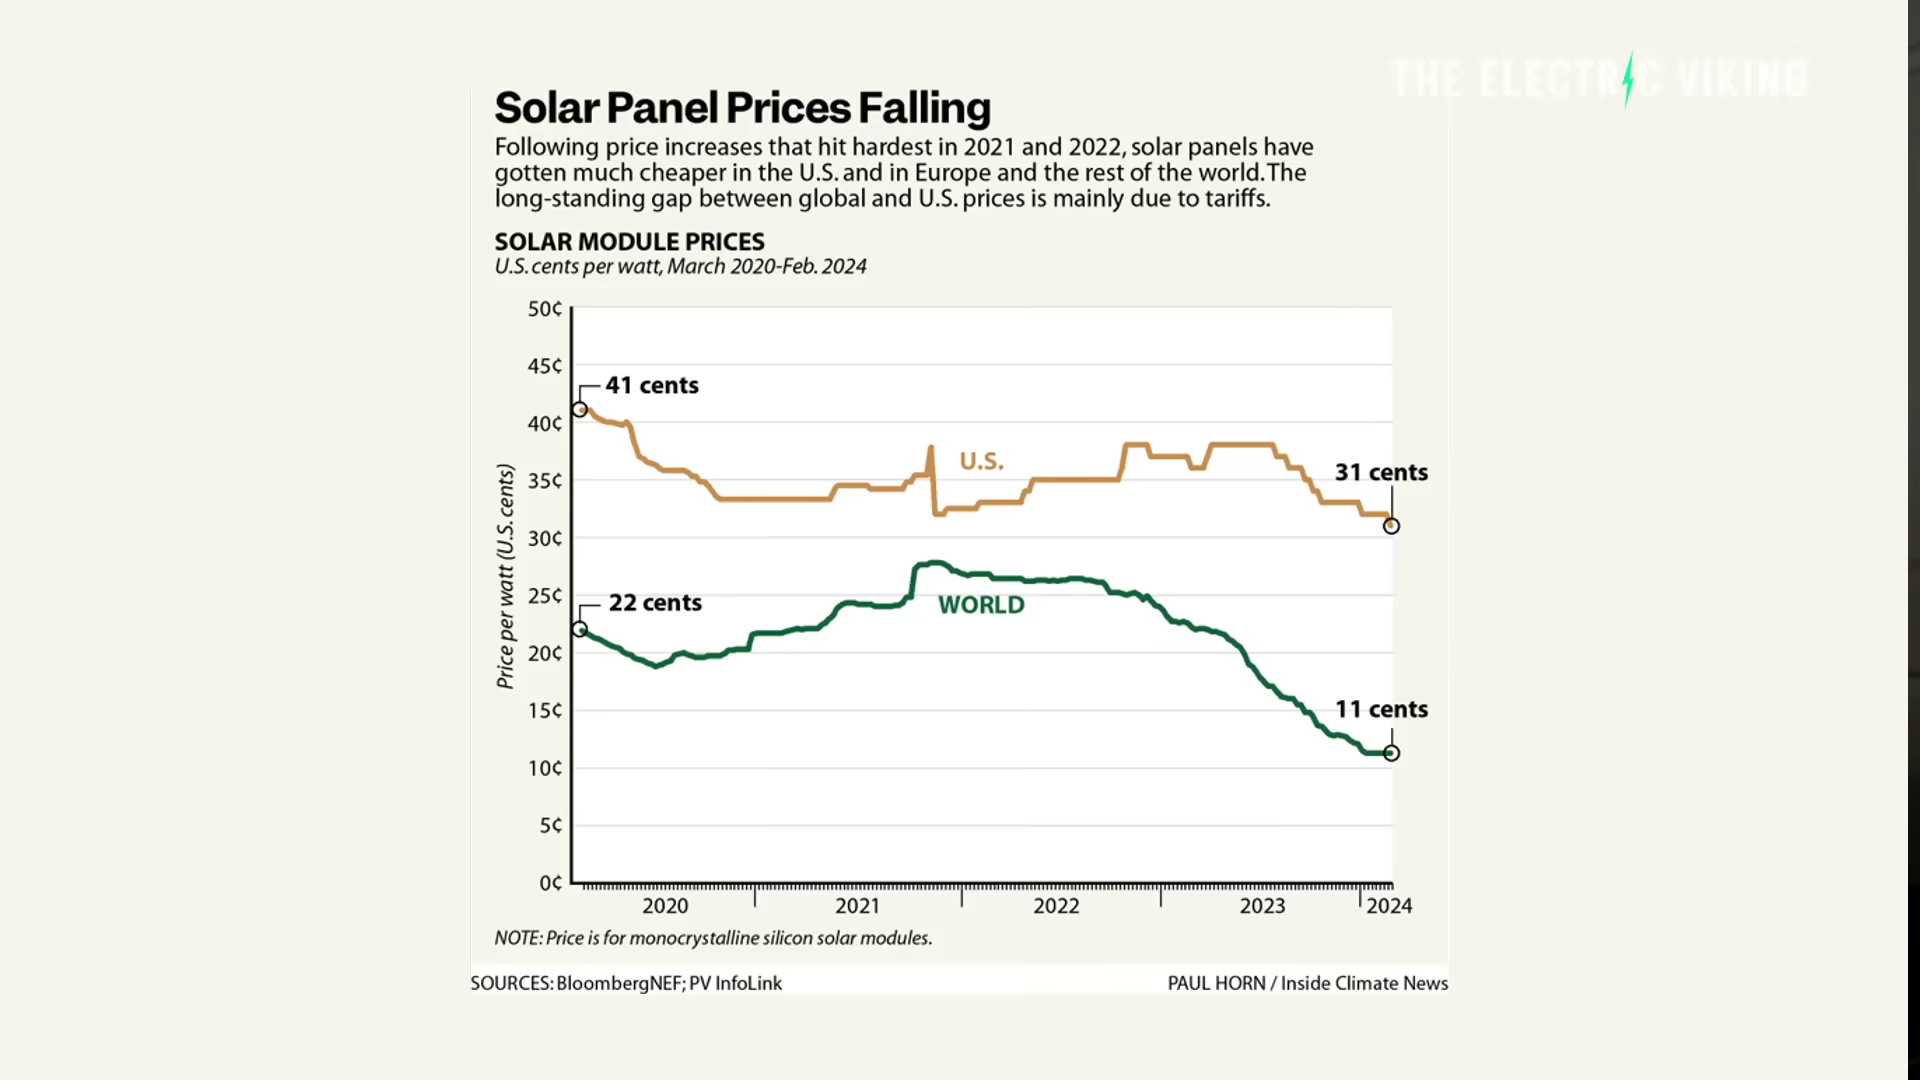 THE ELECTRIC VIKING
Solar Panel Prices Falling
Following price increases that hit hardest in 2021 and 2022, solar panels have
gotten much cheaper in the U.S. and in Europe and the rest of the world. The
long-standing gap between global and U.S. prices is mainly due to tariffs.
SOLAR MODULE PRICES
U.S. cents per watt, March 2020-Feb. 2024
50¢
45¢
41 cents
40¢
U.S.
31 cents
35¢
30¢
25¢
22 cents
WORLD
20¢
15¢
11 cents
10¢
5¢
0¢
Price per watt (U.S. cents)
2020
2021
2022
2023
2024
NOTE: Price is for monocrystalline silicon solar modules.
SOURCES: BloombergNEF; PV InfoLink
PAUL HORN / Inside Climate News